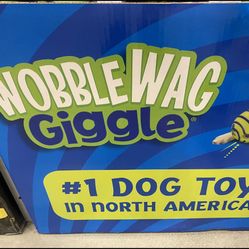 WOBBLE WAG
Giggle®
#1 DOG TOY
in NORTH AMERICA